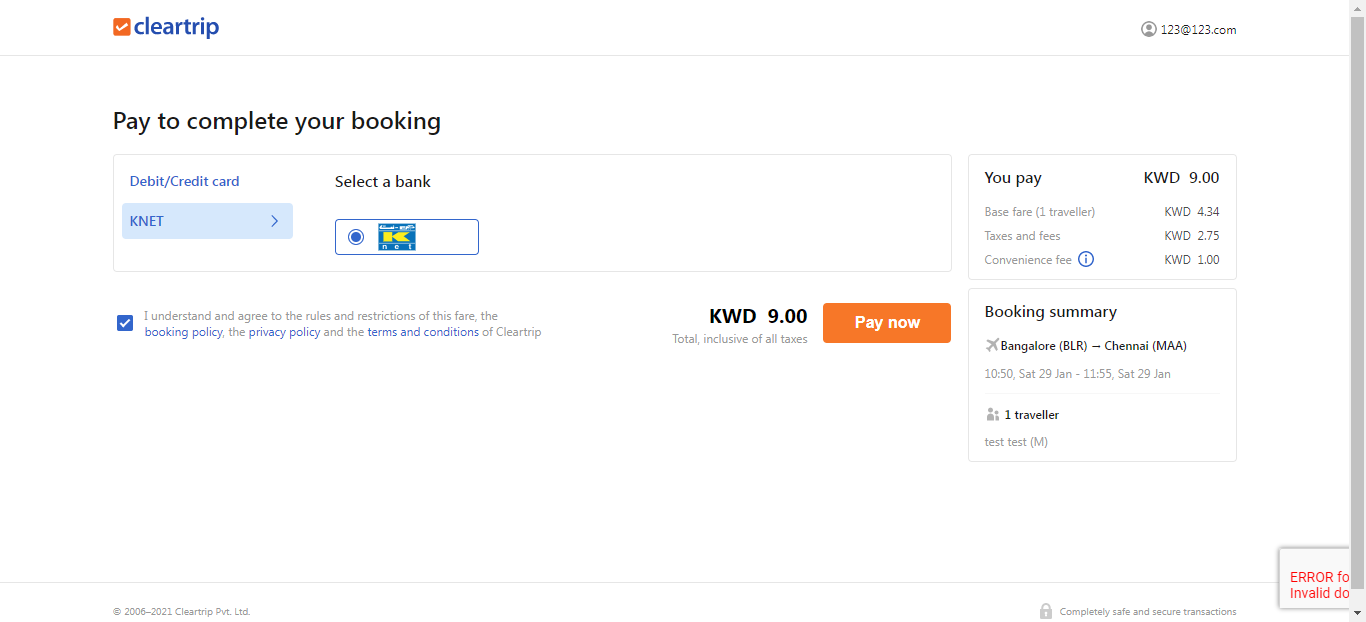 cleartrip
123@123.com
Pay to complete your booking
Debit/Credit card
KNET
Select a bank
K
net
I understand and agree to the rules and restrictions of this fare, the
booking policy, the privacy policy and the terms and conditions of Cleartrip
KWD 9.00
Total, inclusive of all taxes
Pay now
You pay KWD 9.00
Base fare (1 traveller) KWD 4.34
Taxes and fees KWD 2.75
Convenience fee KWD 1.00
Booking summary
Bangalore (BLR) → Chennai (MAA)
10:50, Sat 29 Jan - 11:55, Sat 29 Jan
1 traveller
test test (M)
ERROR fo
Invalid do
© 2006–2021 Cleartrip Pvt. Ltd.
Completely safe and secure transactions